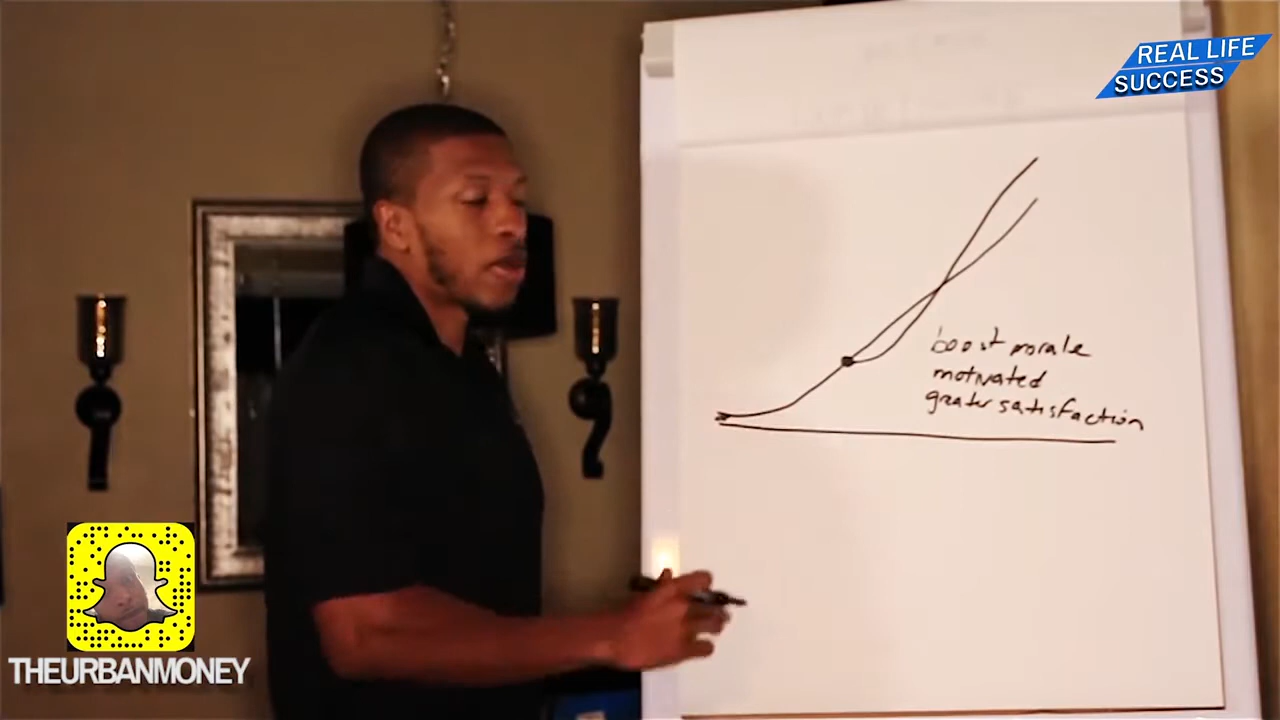 REAL LIFE
SUCCESS
boost morale
motivated
greater satisfaction
THEURBANMONEY